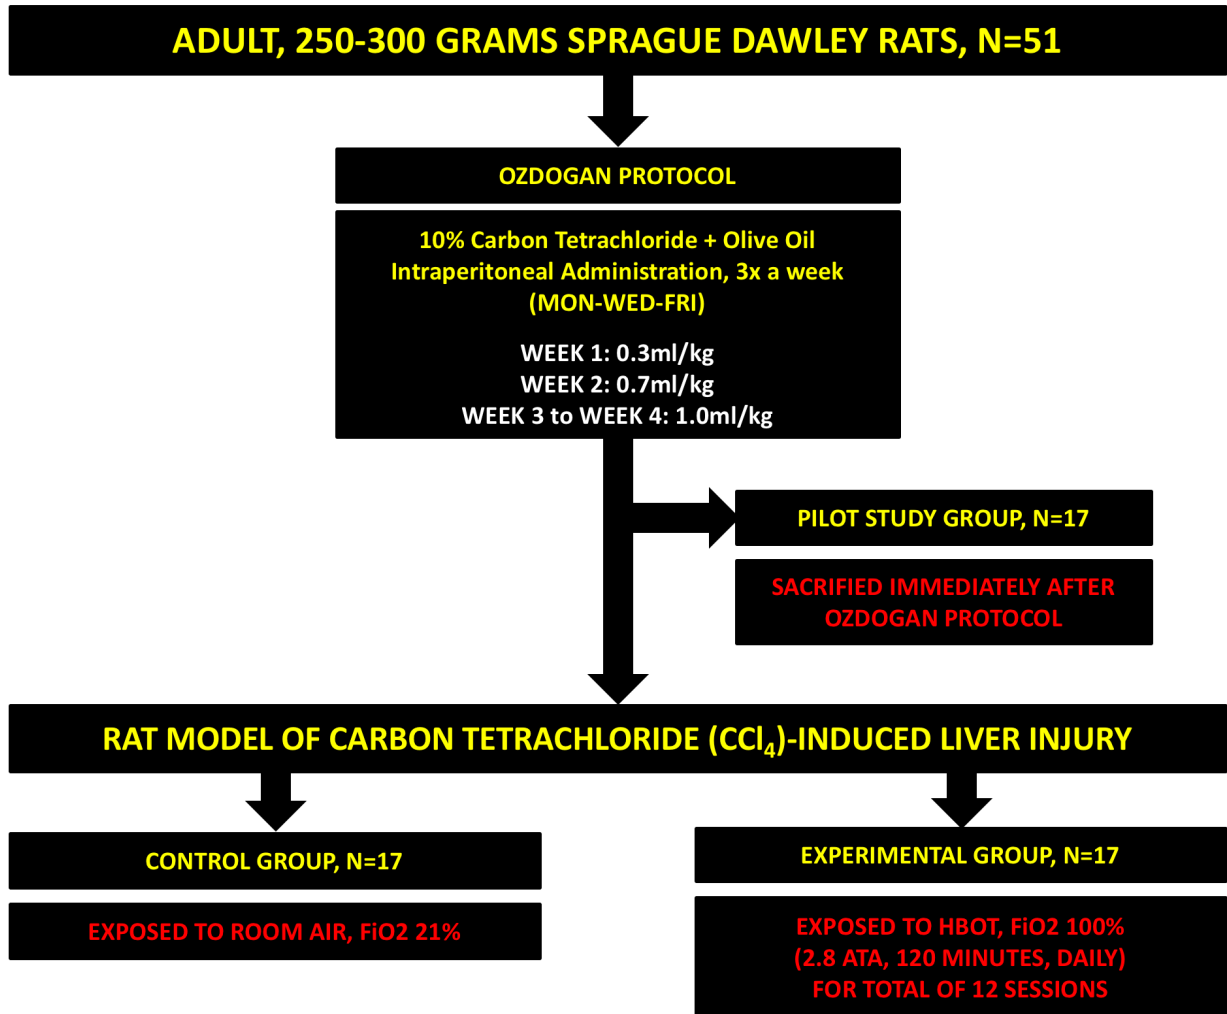 ADULT, 250-300 GRAMS SPRAGUE DAWLEY RATS, N=51
OZDOGAN PROTOCOL
10% Carbon Tetrachloride + Olive Oil
Intraperitoneal Administration, 3x a week
(MON-WED-FRI)
WEEK 1: 0.3ml/kg
WEEK 2: 0.7ml/kg
WEEK 3 to WEEK 4: 1.0ml/kg
PILOT STUDY GROUP, N=17
SACRIFIED IMMEDIATELY AFTER
OZDOGAN PROTOCOL
RAT MODEL OF CARBON TETRACHLORIDE (CCl₄)-INDUCED LIVER INJURY
CONTROL GROUP, N=17
EXPOSED TO ROOM AIR, FiO2 21%
EXPERIMENTAL GROUP, N=17
EXPOSED TO HBOT, FiO2 100%
(2.8 ATA, 120 MINUTES, DAILY)
FOR TOTAL OF 12 SESSIONS